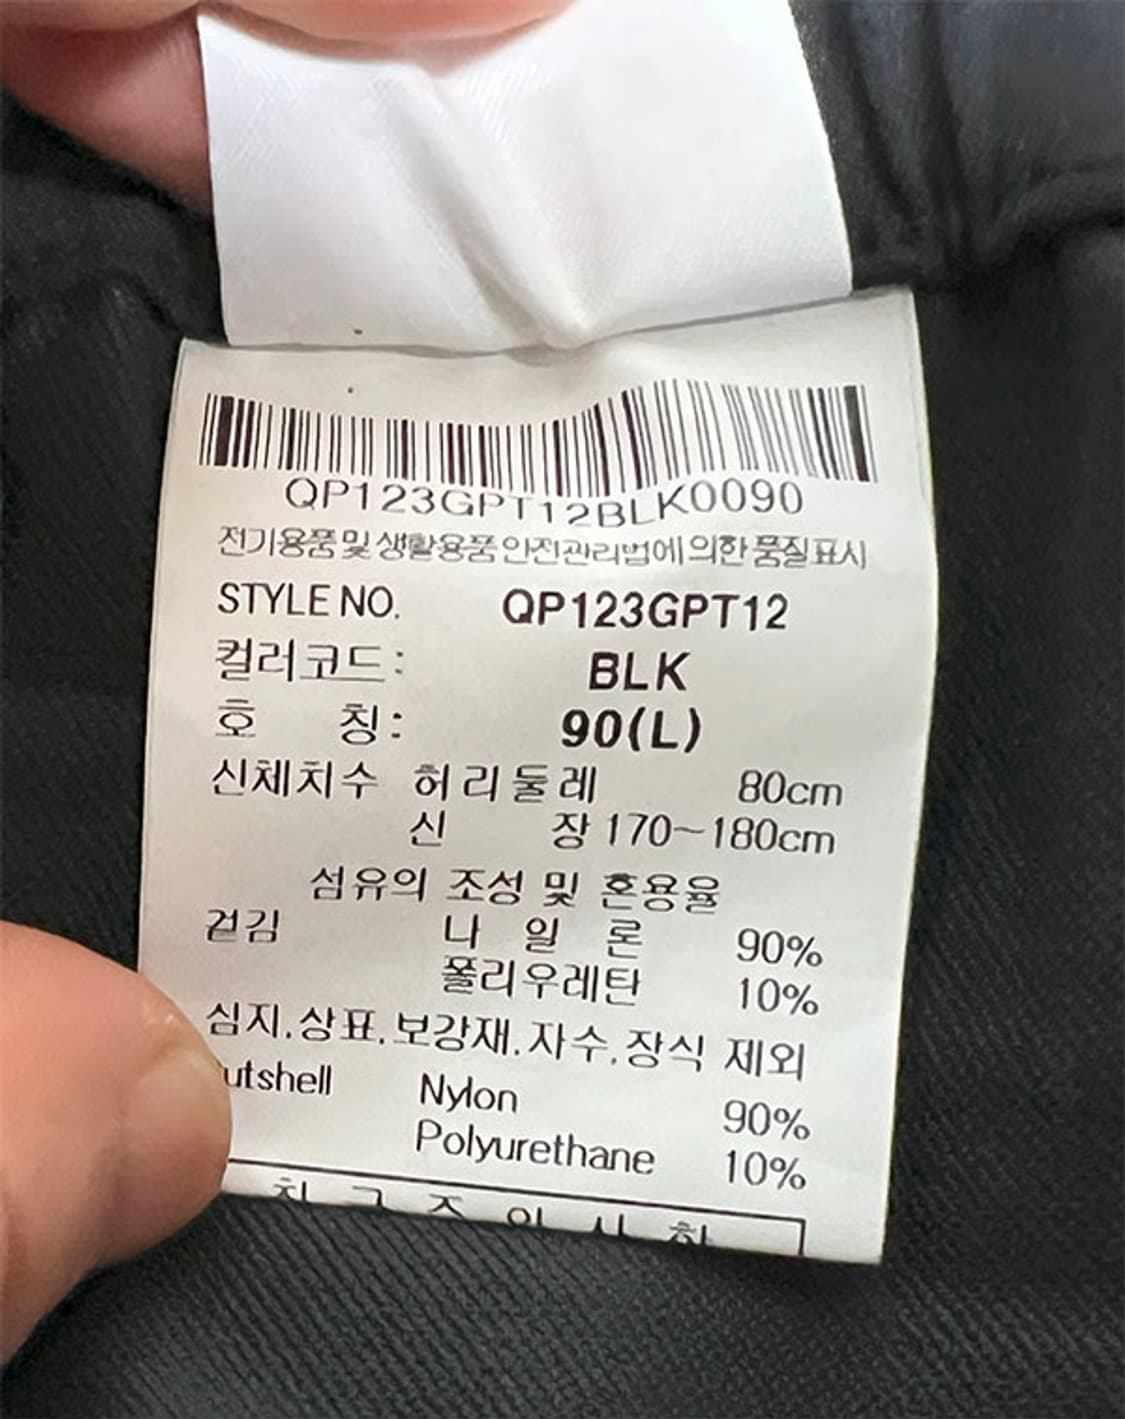 QP123GPT12BLK0090
전기용품 및 생활용품 안전관리법에 의한 품질표시
STYLE NO. QP123GPT12
컬러코드: BLK
호 칭: 90(L)
신체치수 허리둘레 80cm
신 장 170~180cm
섬유의 조성 및 혼용율
겉감 나 일 론 90%
폴리우레탄 10%
심지,상표,보강재,자수,장식 제외
utshell Nylon 90%
Polyurethane 10%